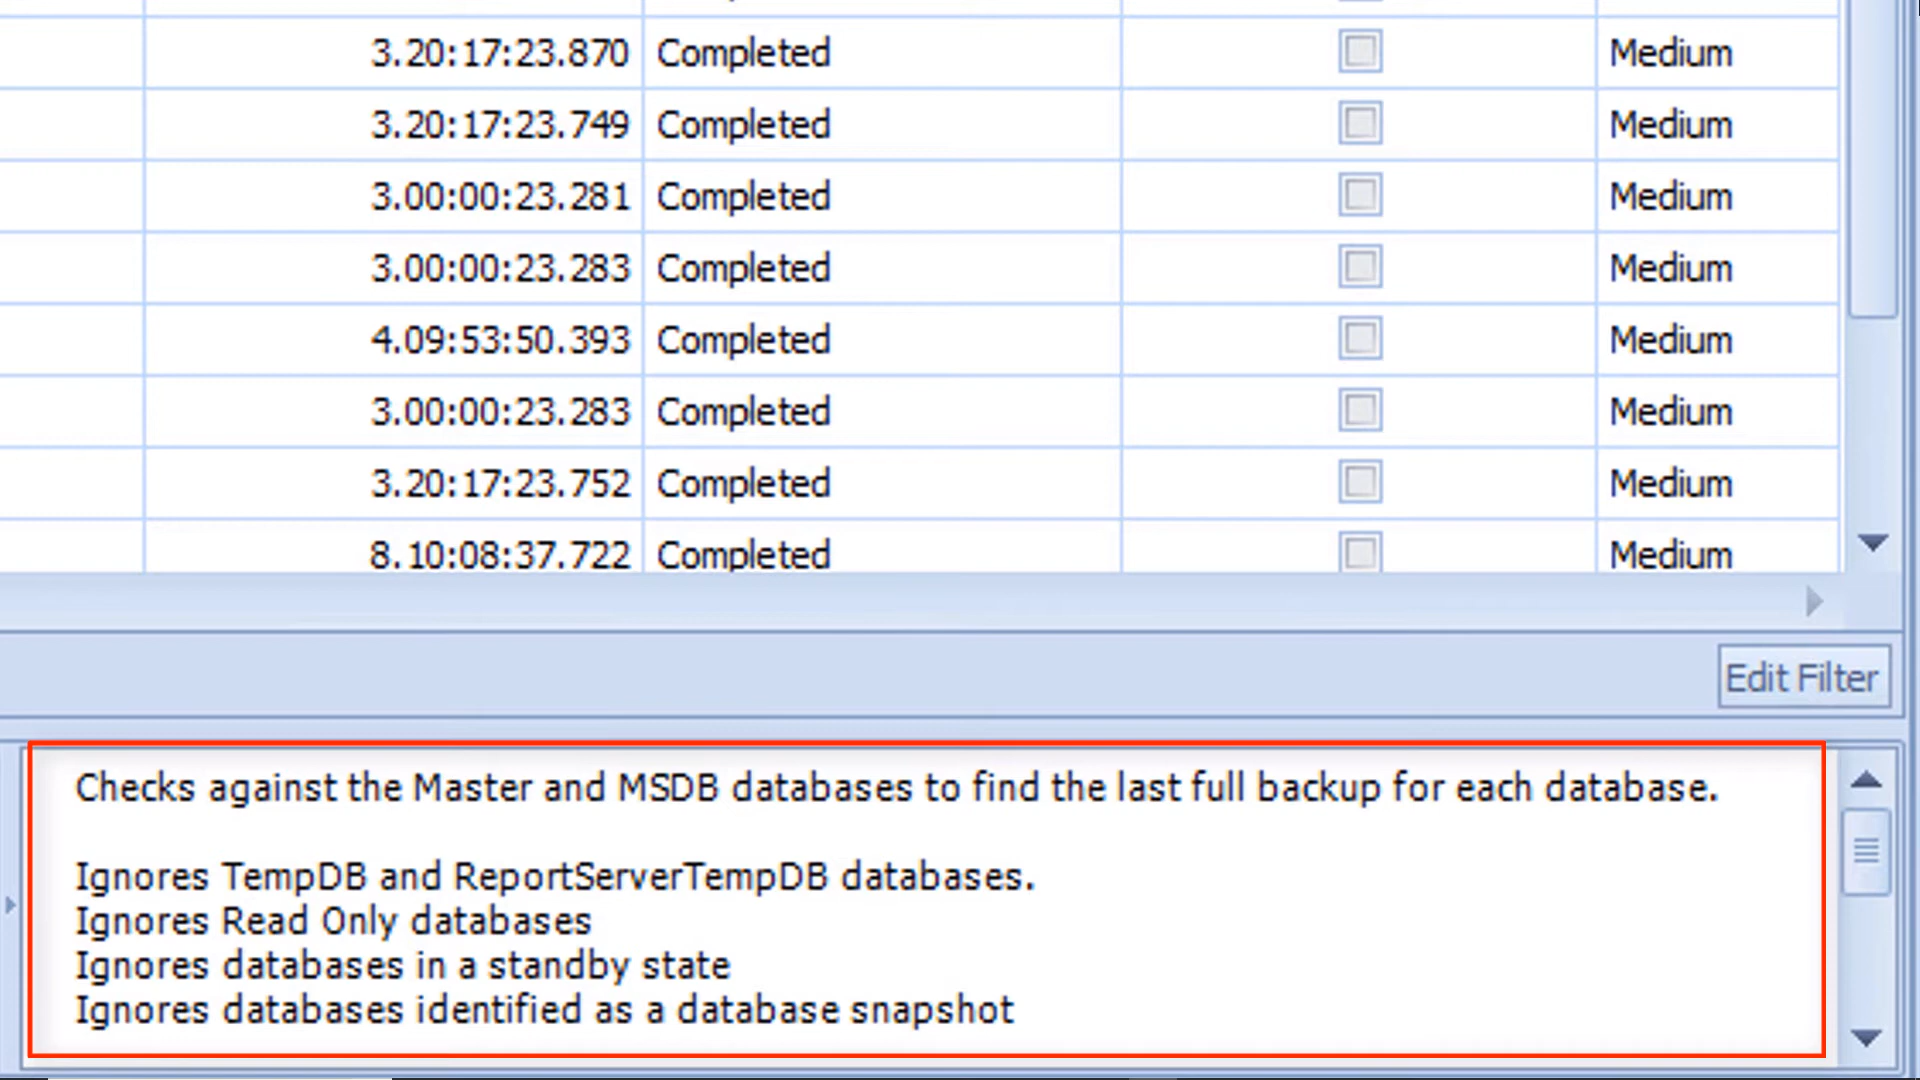 3.20:17:23.870 Completed Medium
3.20:17:23.749 Completed Medium
3.00:00:23.281 Completed Medium
3.00:00:23.283 Completed Medium
4.09:53:50.393 Completed Medium
3.00:00:23.283 Completed Medium
3.20:17:23.752 Completed Medium
8.10:08:37.722 Completed Medium
Edit Filter
Checks against the Master and MSDB databases to find the last full backup for each database.
Ignores TempDB and ReportServerTempDB databases.
Ignores Read Only databases
Ignores databases in a standby state
Ignores databases identified as a database snapshot